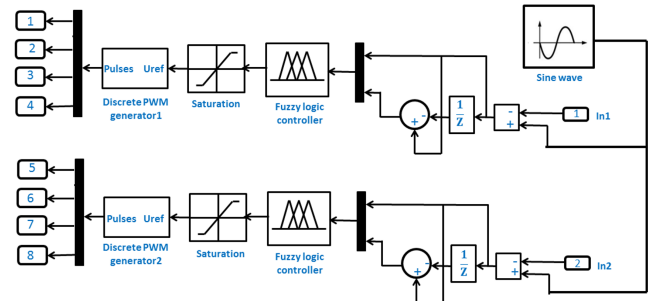 1
2
3
4
Pulses Uref
Discrete PWM
generator1
Saturation
Fuzzy logic
controller
+
-
1
Z
-
+
1
In1
Sine wave
5
6
7
8
Pulses Uref
Discrete PWM
generator2
Saturation
Fuzzy logic
controller
+
-
1
Z
-
+
2
In2